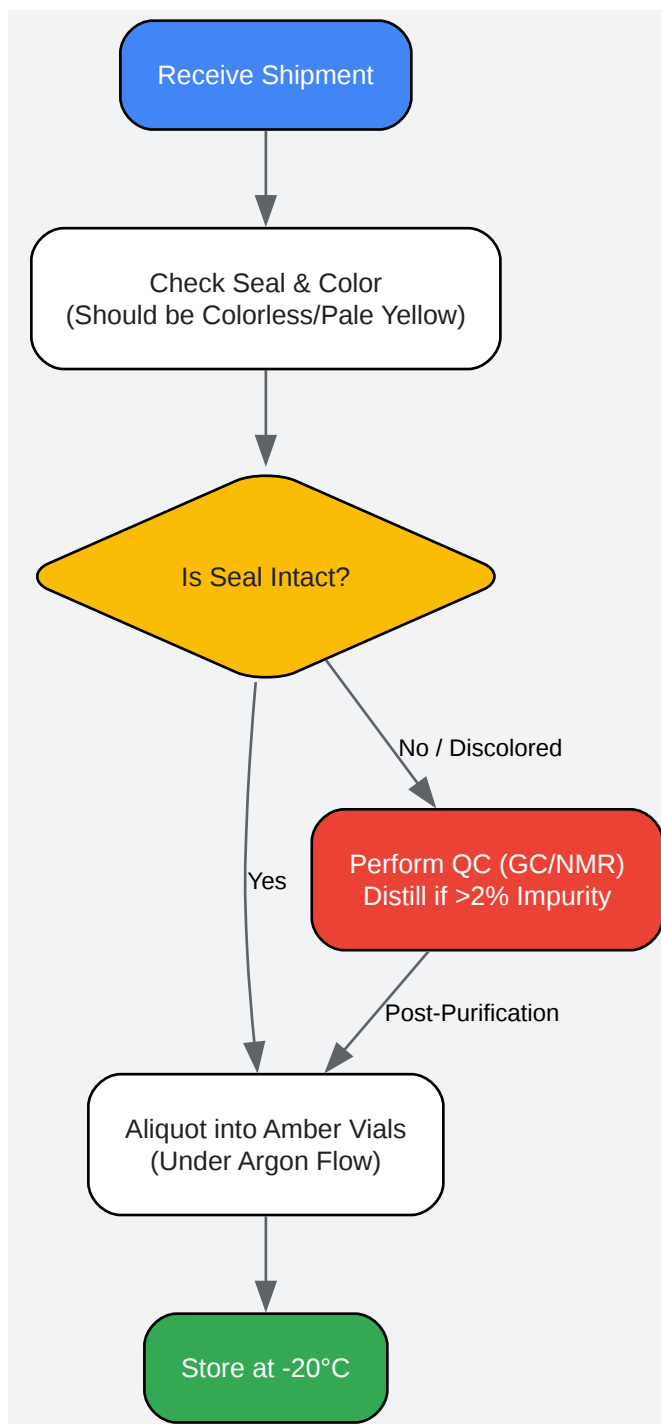 Receive Shipment
Check Seal & Color
(Should be Colorless/Pale Yellow)
Is Seal Intact?
No / Discolored
Yes
Perform QC (GC/NMR)
Distill if >2% Impurity
Post-Purification
Aliquot into Amber Vials
(Under Argon Flow)
Store at -20°C